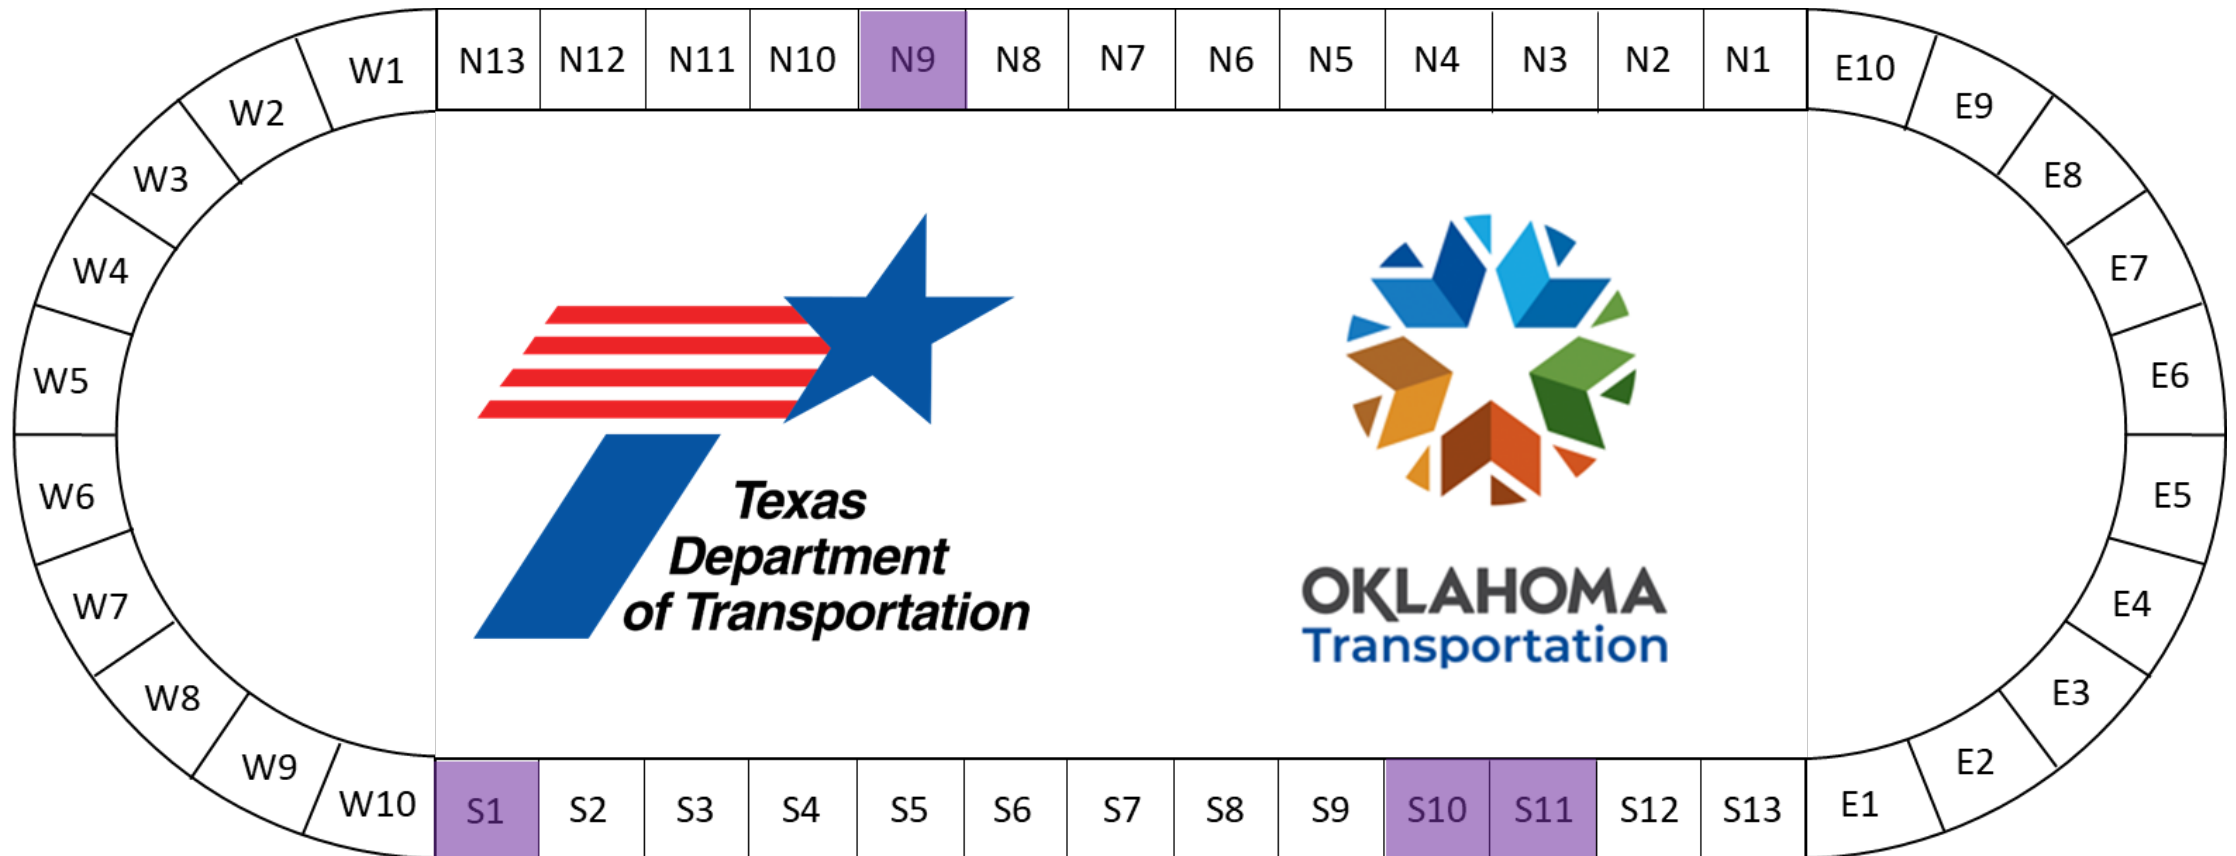 W1 N13 N12 N11 N10 N9 N8 N7 N6 N5 N4 N3 N2 N1 E10
W2 E9
W3 E8
W4 E7
W5 E6
W6 E5
W7 E4
W8 E3
W9 E2
W10 S1 S2 S3 S4 S5 S6 S7 S8 S9 S10 S11 S12 S13 E1
Texas
Department
of Transportation
OKLAHOMA
Transportation